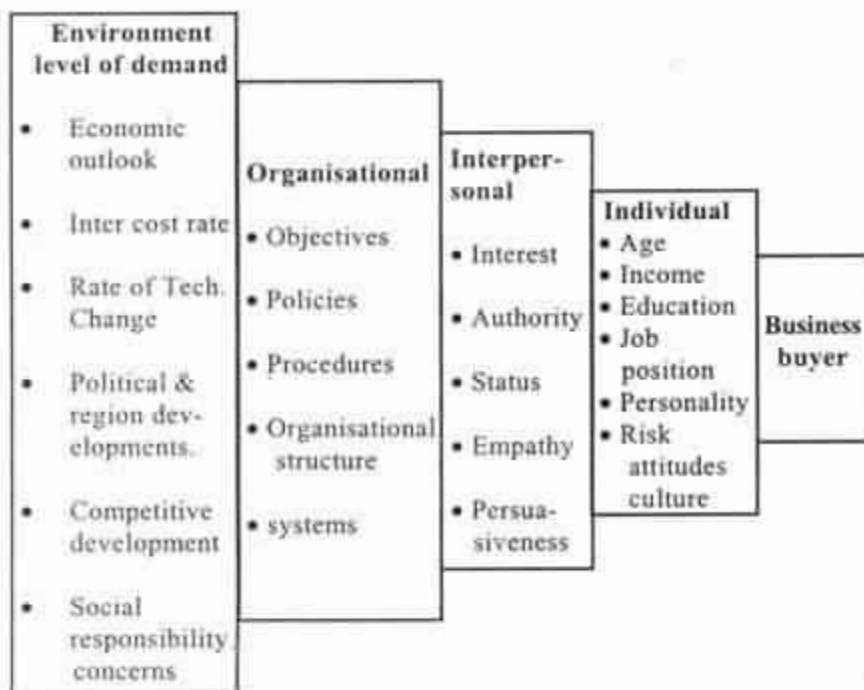 Environment
level of demand
• Economic
outlook
• Inter cost rate
• Rate of Tech.
Change
• Political &
region dev-
elopments.
• Competitive
development
• Social
responsibility
concerns
Organisational
• Objectives
• Policies
• Procedures
• Organisational
structure
• systems
Interper-
sonal
• Interest
• Authority
• Status
• Empathy
• Persua-
siveness
Individual
• Age
• Income
• Education
• Job
position
• Personality
• Risk
attitudes
culture
Business
buyer